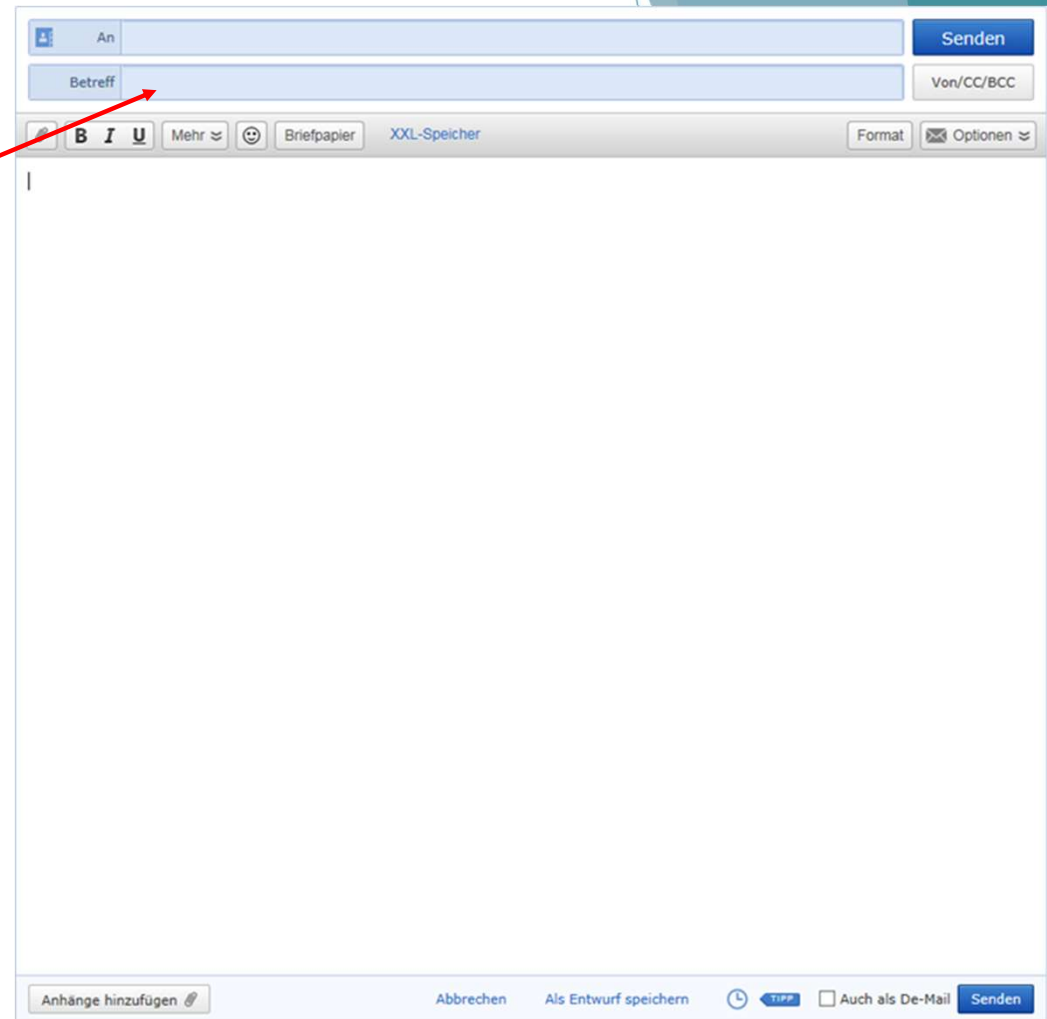 An
Senden
Betreff
Von/CC/BCC
B I U Mehr Briefpapier XXL-Speicher Format Optionen
Anhänge hinzufügen Abbrechen Als Entwurf speichern TIPP Auch als De-Mail Senden